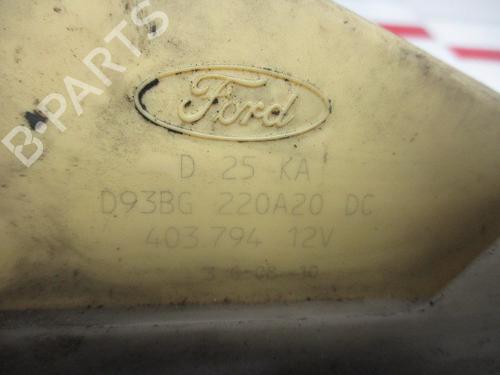 B-PARTS
Ford
D 25 KA
D93BG 220A20 DC
403.794 12V